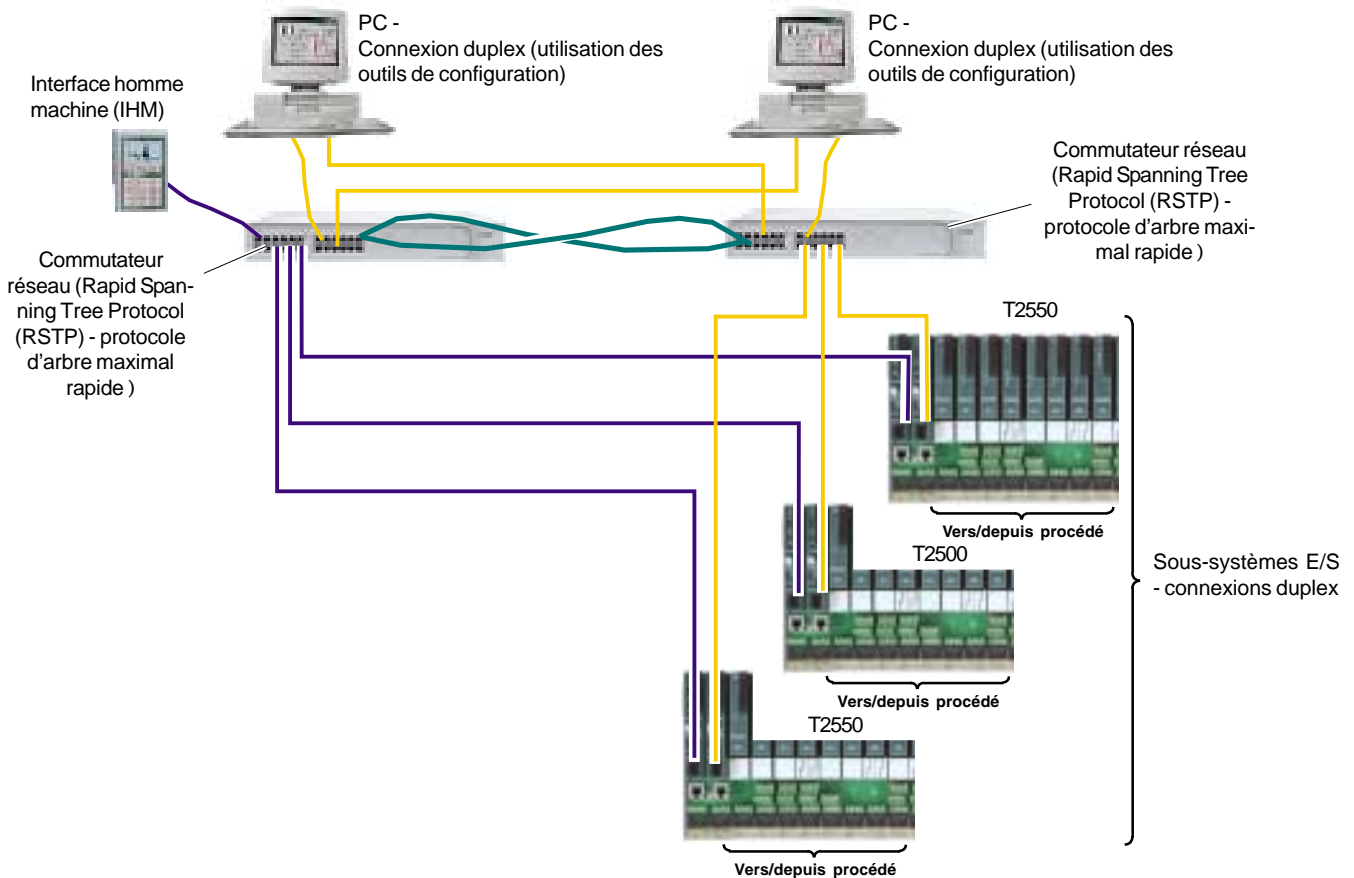 PC -
Connexion duplex (utilisation des
outils de configuration)
PC -
Connexion duplex (utilisation des
outils de configuration)
Interface homme
machine (IHM)
Commutateur réseau
(Rapid Spanning Tree
Protocol (RSTP) -
protocole d'arbre maxi-
mal rapide )
Commutateur
réseau (Rapid Span-
ning Tree Protocol
(RSTP) - protocole
d'arbre maximal
rapide )
T2550
Vers/depuis procédé
T2500
Vers/depuis procédé
T2550
Vers/depuis procédé
Sous-systèmes E/S
- connexions duplex